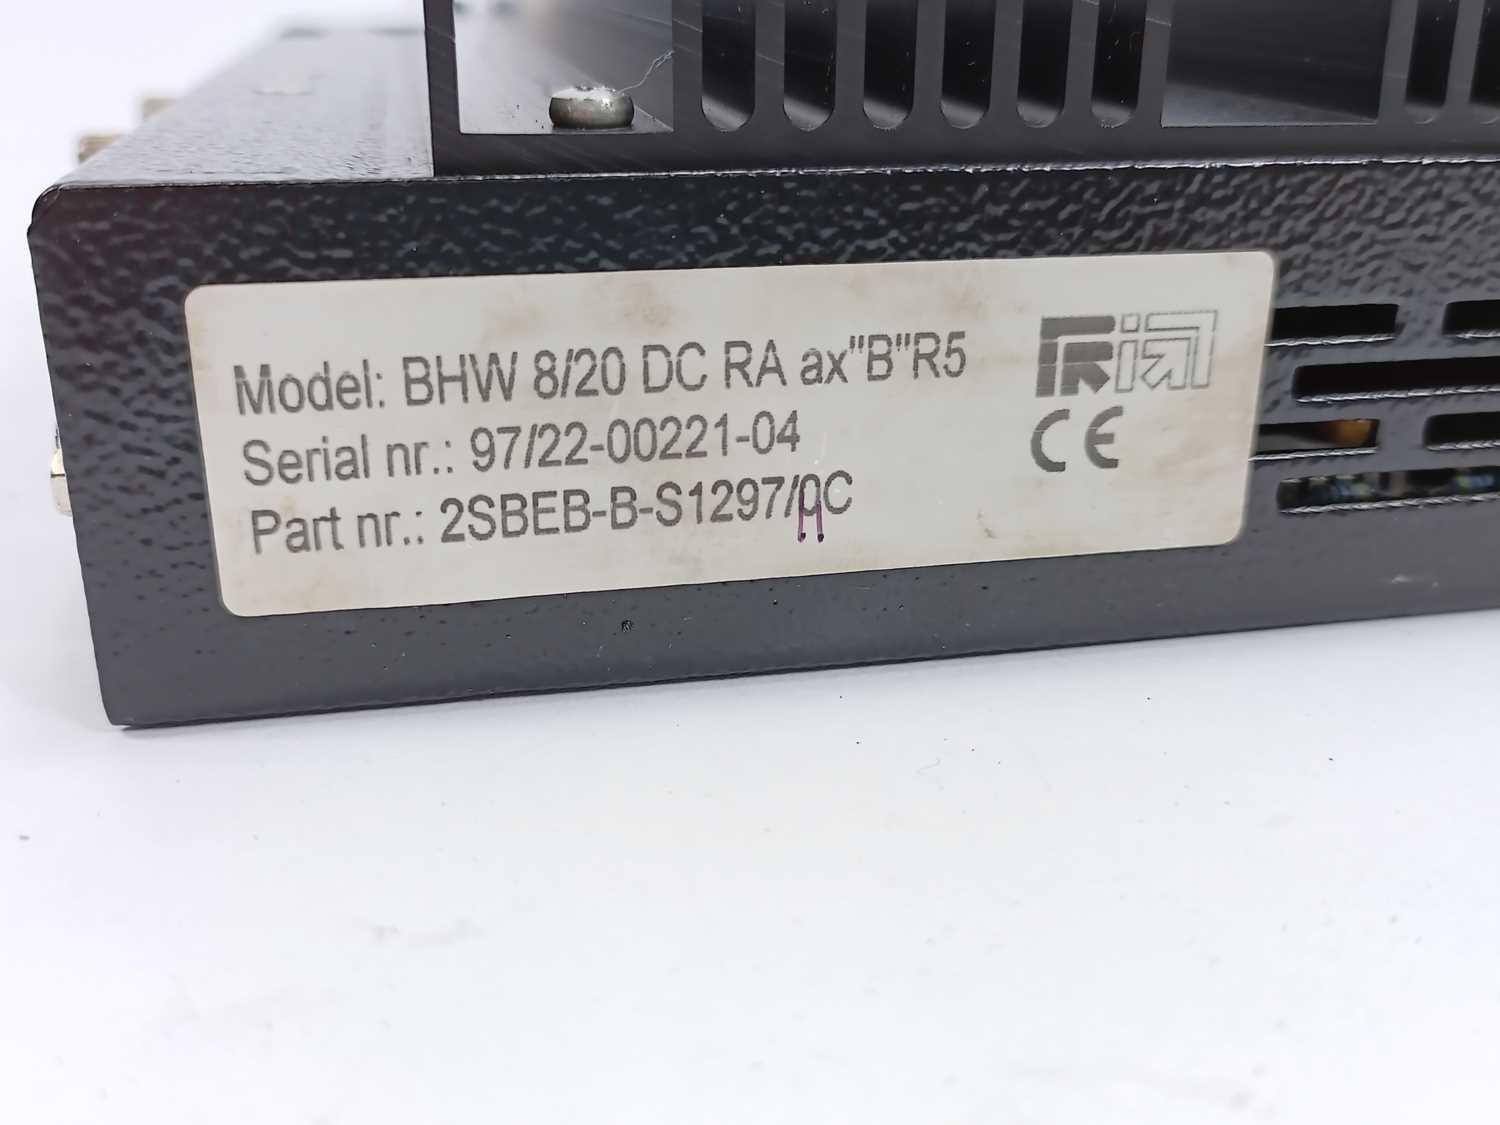 Model: BHW 8/20 DC RA ax"B"R5
Serial nr.: 97/22-00221-04
Part nr.: 2SBEB-B-S1297/0C
CE